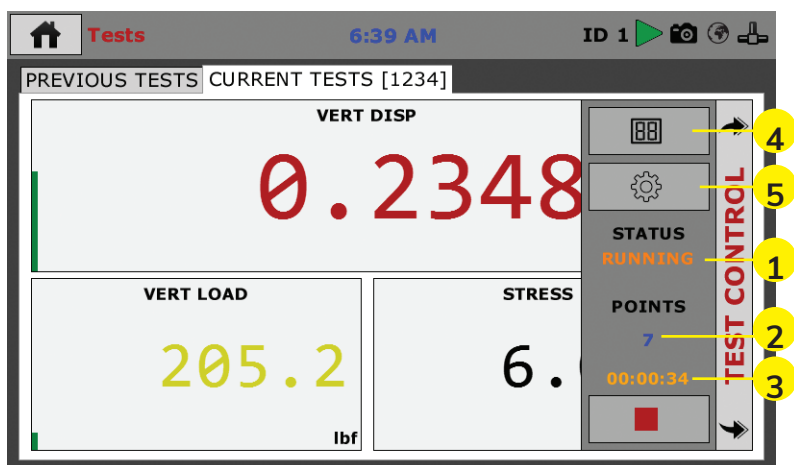 Tests 6:39 AM ID 1
PREVIOUS TESTS CURRENT TESTS [1234]
VERT DISP
0.2348
VERT LOAD
205.2
lbf
STRESS
6.
88
STATUS
RUNNING
POINTS
7
00:00:34
TEST CONTROL
4
5
1
2
3